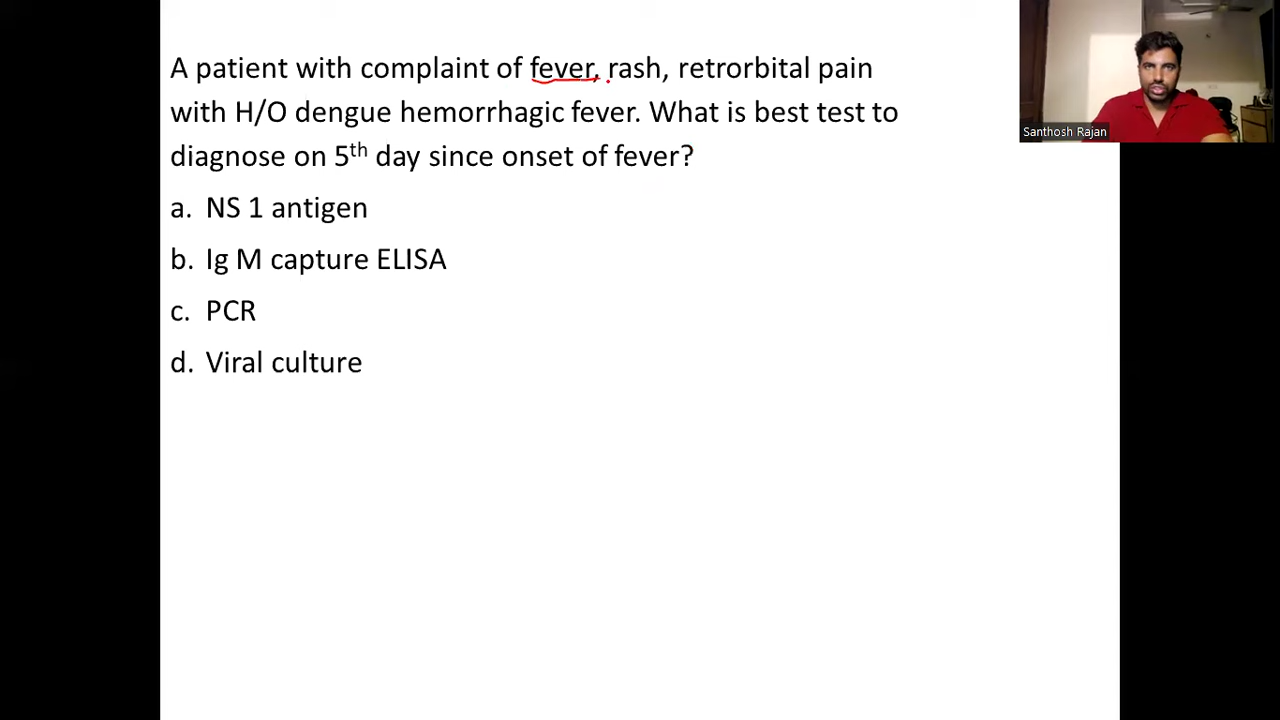 A patient with complaint of fever, rash, retrorbital pain
with H/O dengue hemorrhagic fever. What is best test to
diagnose on 5th day since onset of fever?
a. NS 1 antigen
b. Ig M capture ELISA
c. PCR
d. Viral culture
Santhosh Rajan